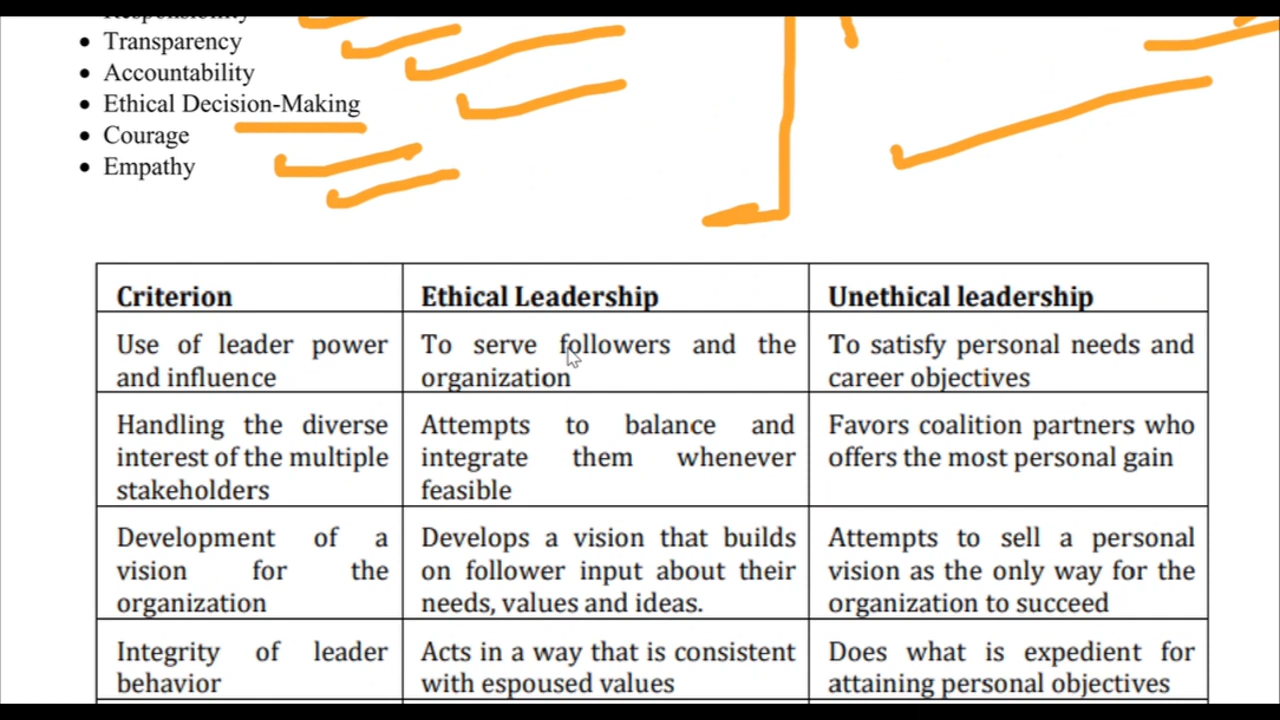 Responsibility
• Transparency
• Accountability
• Ethical Decision-Making
• Courage
• Empathy
Criterion
Ethical Leadership
Unethical leadership
Use of leader power
and influence
To serve followers and the
organization
To satisfy personal needs and
career objectives
Handling the diverse
interest of the multiple
stakeholders
Attempts to balance and
integrate them whenever
feasible
Favors coalition partners who
offers the most personal gain
Development of a
vision for the
organization
Develops a vision that builds
on follower input about their
needs, values and ideas.
Attempts to sell a personal
vision as the only way for the
organization to succeed
Integrity of leader
behavior
Acts in a way that is consistent
with espoused values
Does what is expedient for
attaining personal objectives